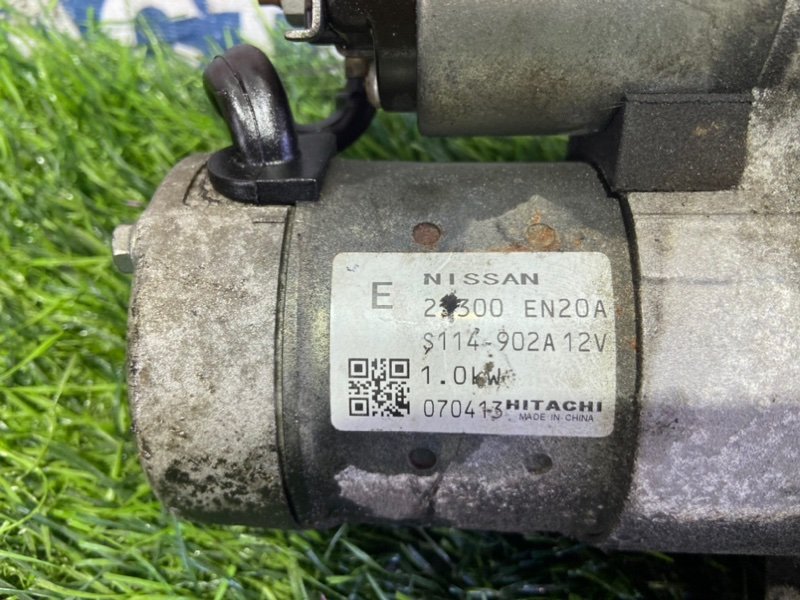 NISSAN
E
EN20A
S114-902A 12V
1.0kW
070413 HITACHI
MADE IN CHINA